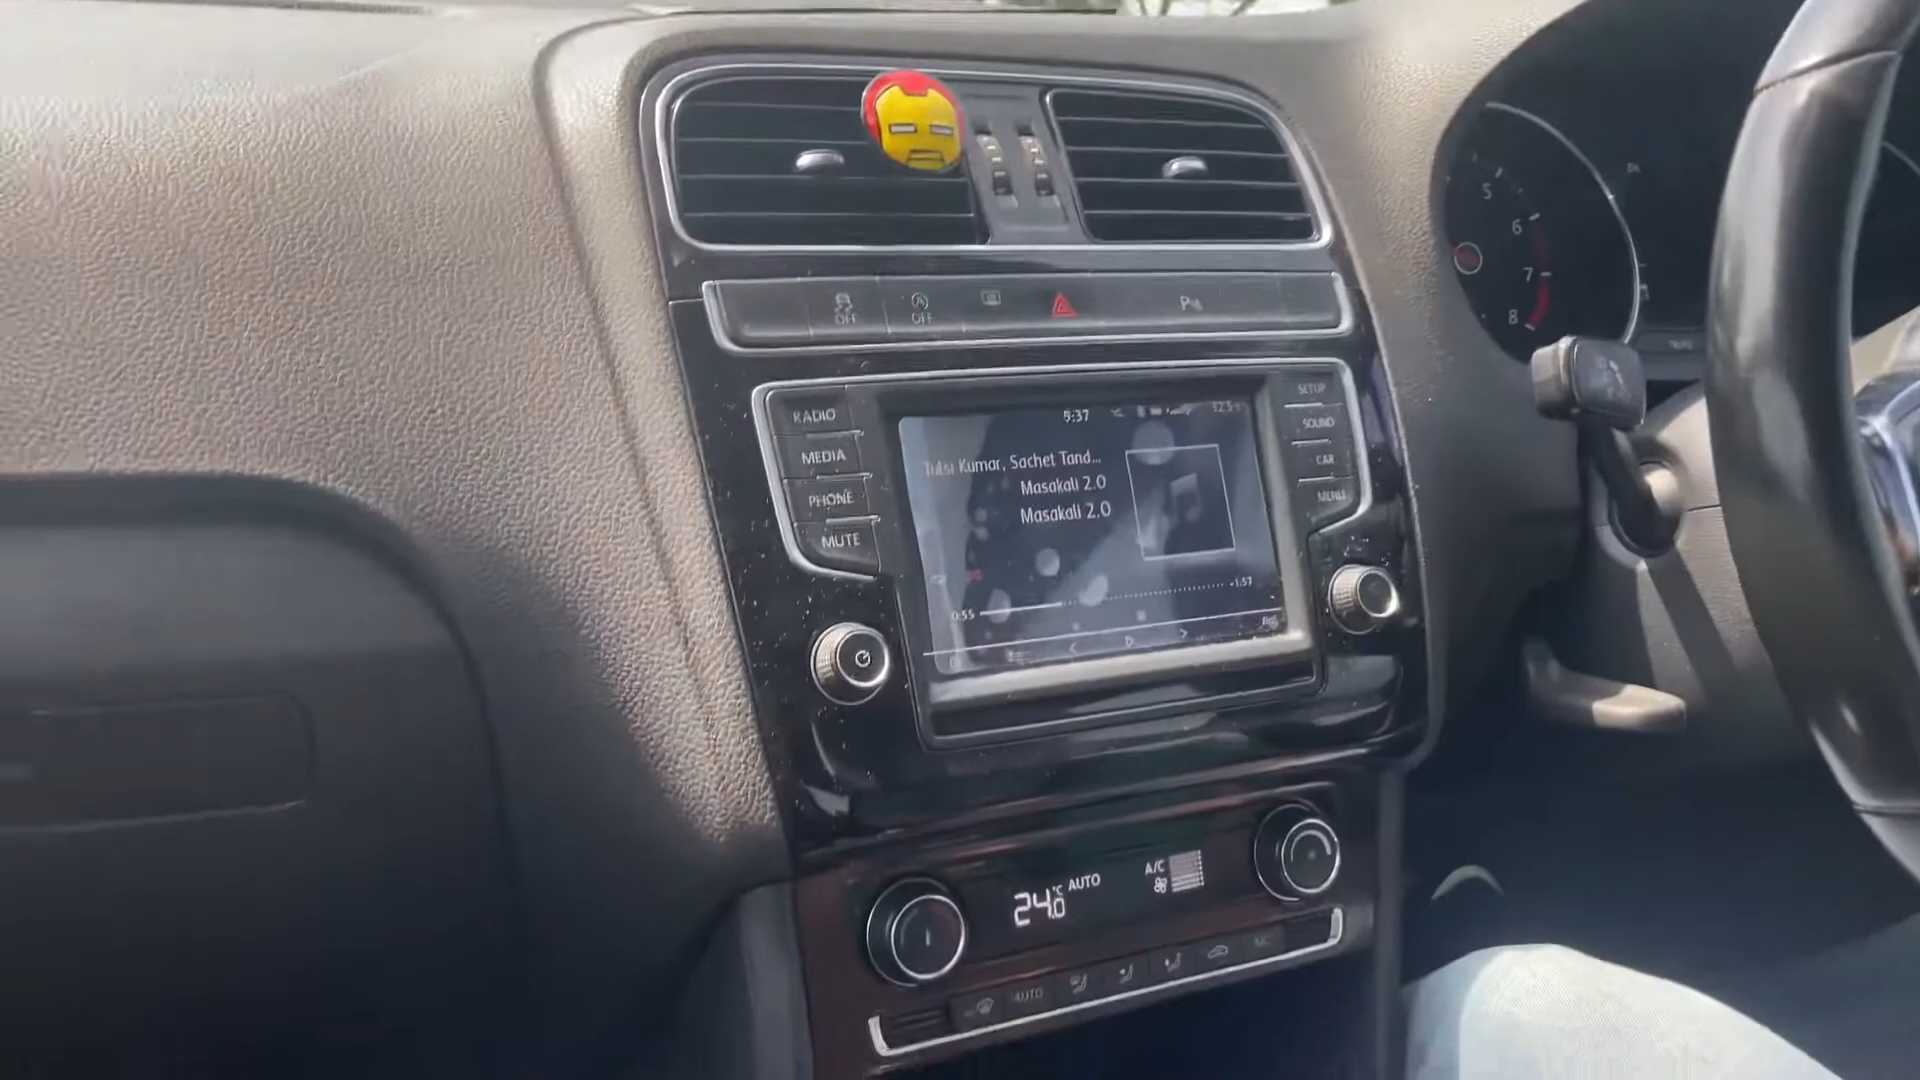 OFF
OFF
P
RADIO
MEDIA
PHONE
MUTE
5:37
Tulsi Kumar, Sachet Tand...
Masakali 2.0
Masakali 2.0
0:55
-1:57
SETUP
SOUND
CAR
MENU
5
6
7
8
24.0 °C AUTO
A/C
AUTO